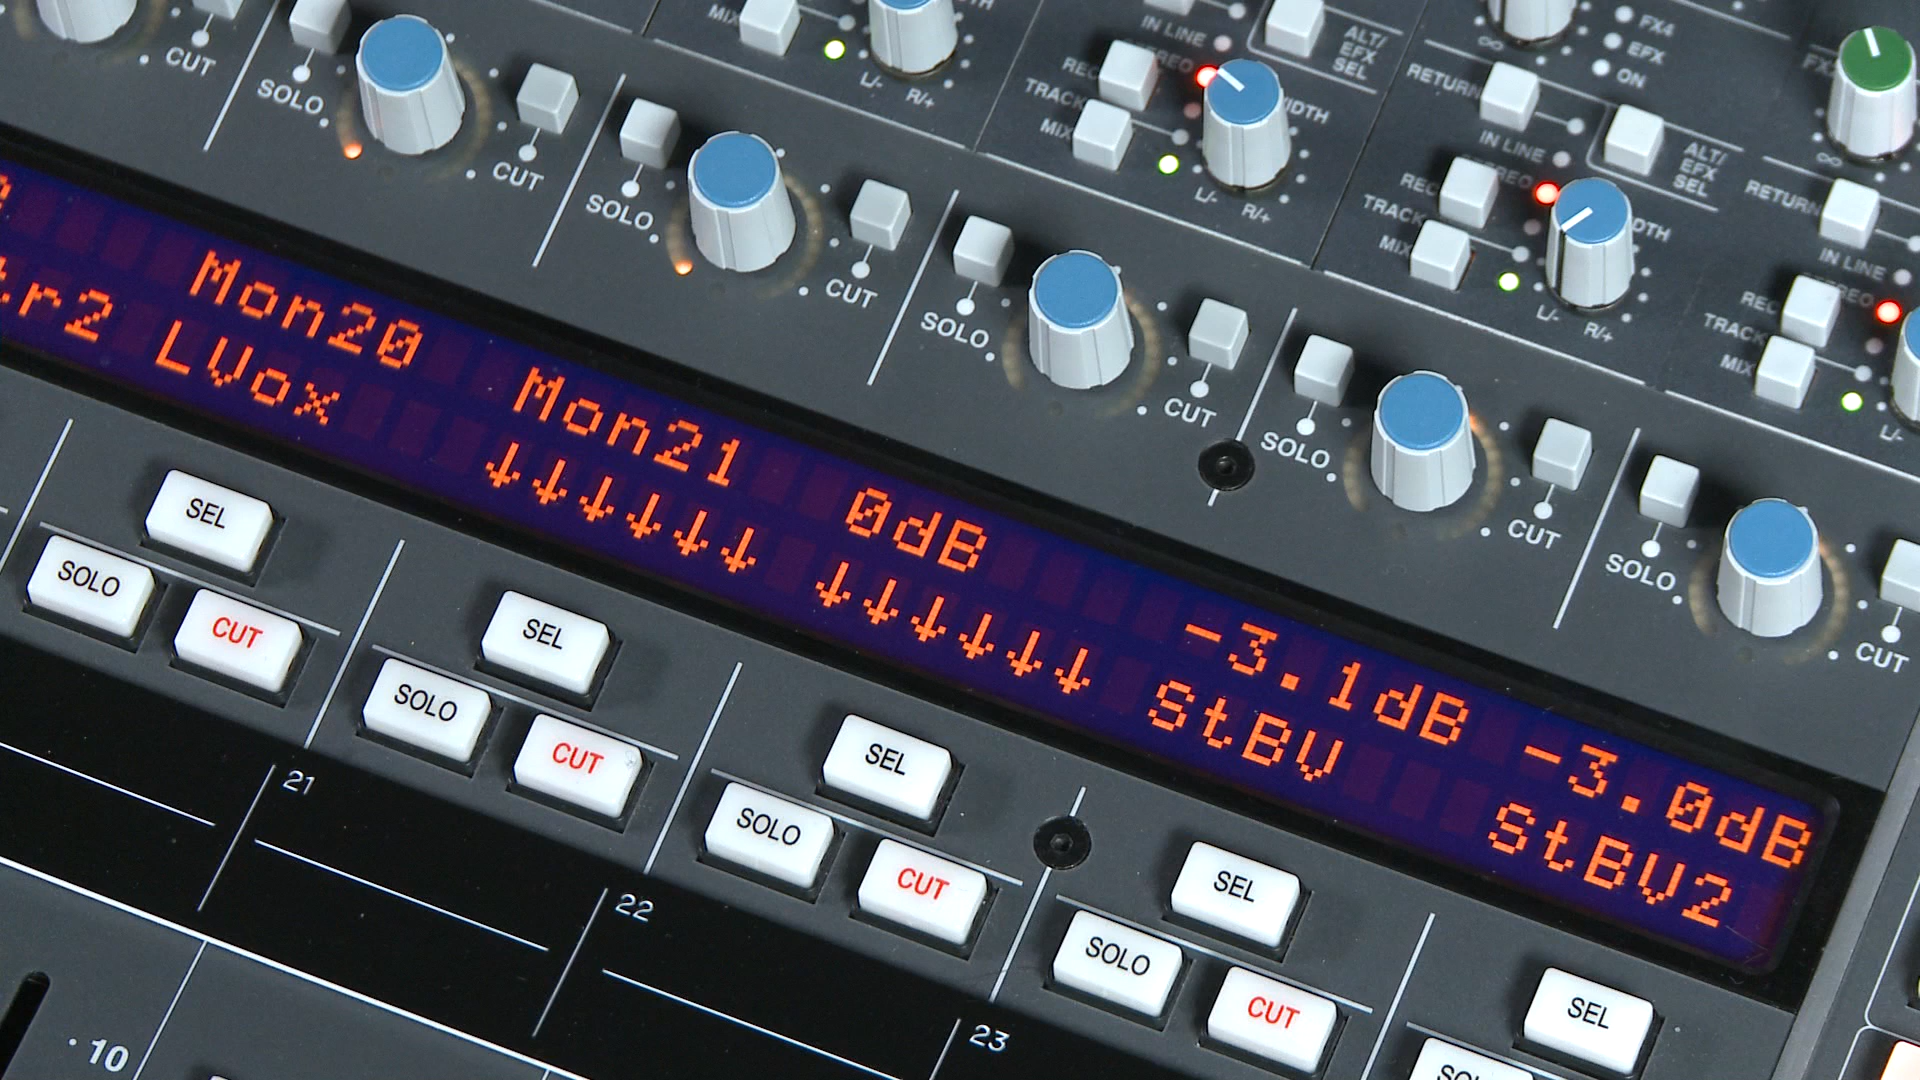 MIX
L/-
R/+
IN LINE
REC
TRACK
MIX
L/-
R/+
ALT/
EFX
SEL
∞
FX4
EFX
ON
RETURN
IN LINE
REC
TRACK
MIX
L/-
R/+
ALT/
EFX
SEL
∞
RETURN
IN LINE
REC
TRACK
MIX
L/-
CUT
SOLO
CUT
SOLO
CUT
SOLO
CUT
SOLO
CUT
SOLO
CUT
Mon20 Mon21 0dB -3.1dB -3.0dB
tr2 LVox ↓↓↓↓↓↓ ↓↓↓↓↓↓ StBV StBV2
SEL
SOLO
CUT
SEL
SOLO
CUT
SEL
SOLO
CUT
SEL
SOLO
CUT
SEL
21
22
23
10